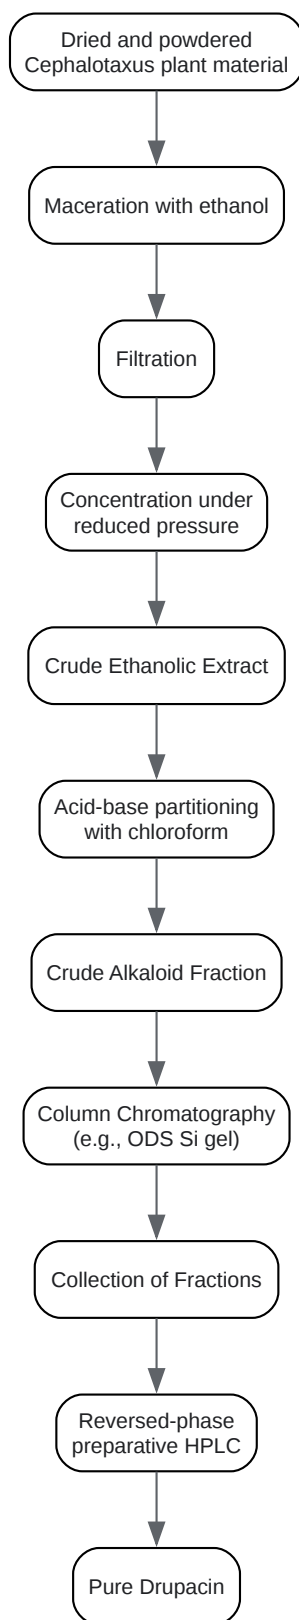 Dried and powdered
Cephalotaxus plant material
Maceration with ethanol
Filtration
Concentration under
reduced pressure
Crude Ethanolic Extract
Acid-base partitioning
with chloroform
Crude Alkaloid Fraction
Column Chromatography
(e.g., ODS Si gel)
Collection of Fractions
Reversed-phase
preparative HPLC
Pure Drupacin